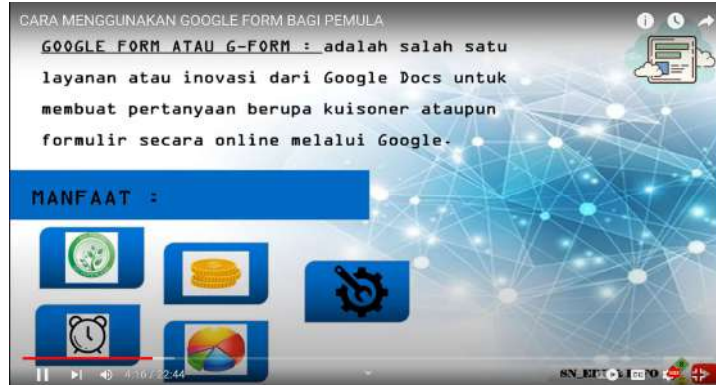 CARA MENGGUNAKAN GOOGLE FORM BAGI PEMULA
GOOGLE FORM ATAU G-FORM : adalah salah satu
layanan atau inovasi dari Google Docs untuk
membuat pertanyaan berupa kuisoner ataupun
formulir secara online melalui Google.
MANFAAT :
4:16 / 22:44